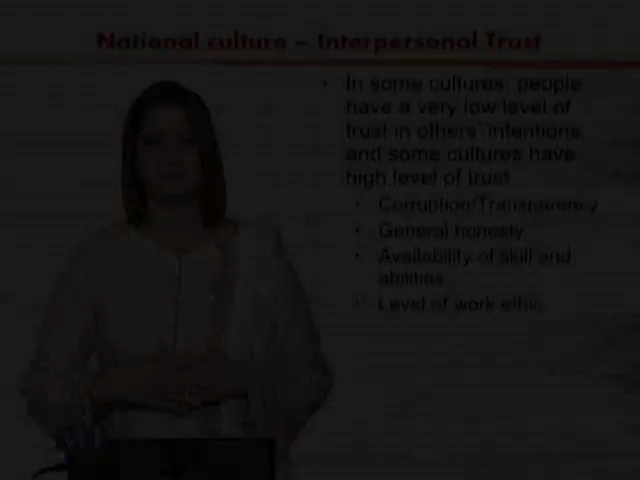 National culture – Interpersonal Trust
In some cultures, people
have a very low level of
trust in others' intentions,
and some cultures have
high level of trust
Corruption/Transparency
General honesty
Availability of skill and
abilities
Level of work ethic